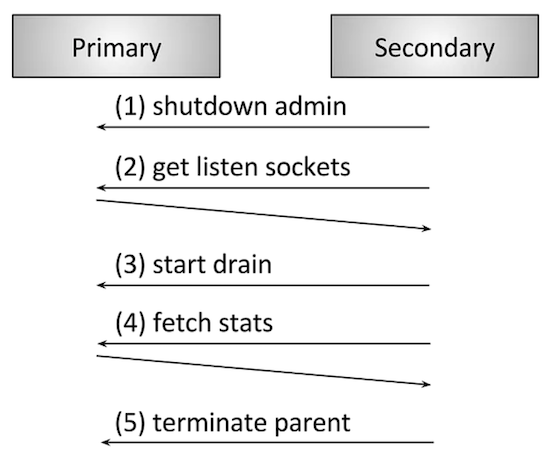 Primary
Secondary
(1) shutdown admin
(2) get listen sockets
(3) start drain
(4) fetch stats
(5) terminate parent